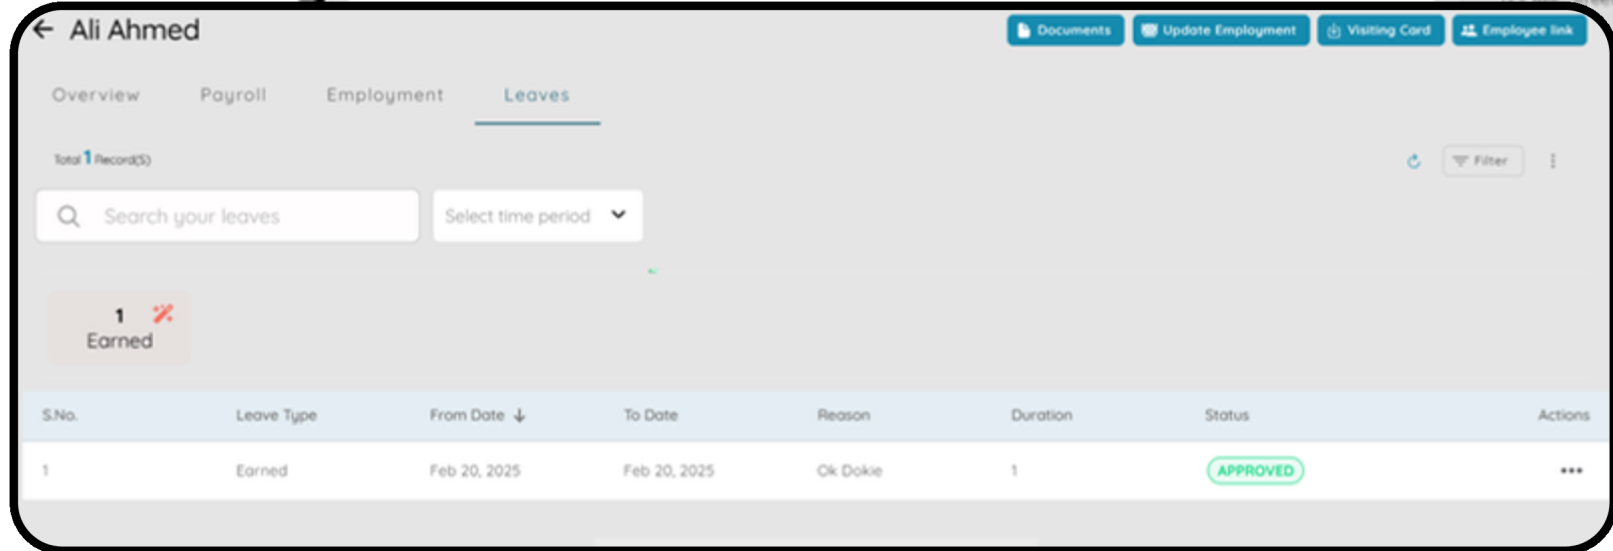 Ali Ahmed
Documents
Update Employment
Visiting Card
Employee link
Overview Payroll Employment Leaves
Total 1 Record(S)
Filter
Search your leaves
Select time period
1
Earned
S.No. Leave Type From Date To Date Reason Duration Status Actions
1 Earned Feb 20, 2025 Feb 20, 2025 Ok Dokie 1 APPROVED